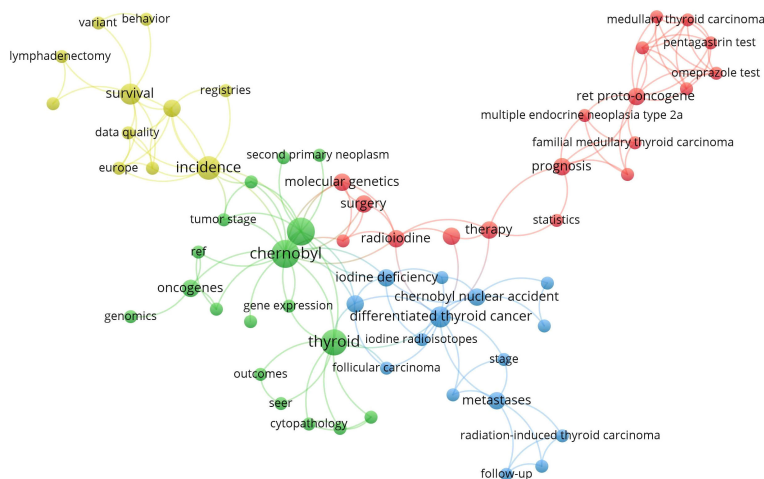 medullary thyroid carcinoma
variant
behavior
pentagastrin test
lymphadenectomy
omeprazole test
survival
registries
ret proto-oncogene
multiple endocrine neoplasia type 2a
data quality
familial medullary thyroid carcinoma
second primary neoplasm
europe
incidence
prognosis
molecular genetics
surgery
tumor stage
statistics
therapy
radioiodine
ref
chernobyl
iodine deficiency
oncogenes
chernobyl nuclear accident
gene expression
genomics
differentiated thyroid cancer
thyroid
iodine radioisotopes
stage
follicular carcinoma
outcomes
metastases
seer
cytopathology
radiation-induced thyroid carcinoma
follow-up